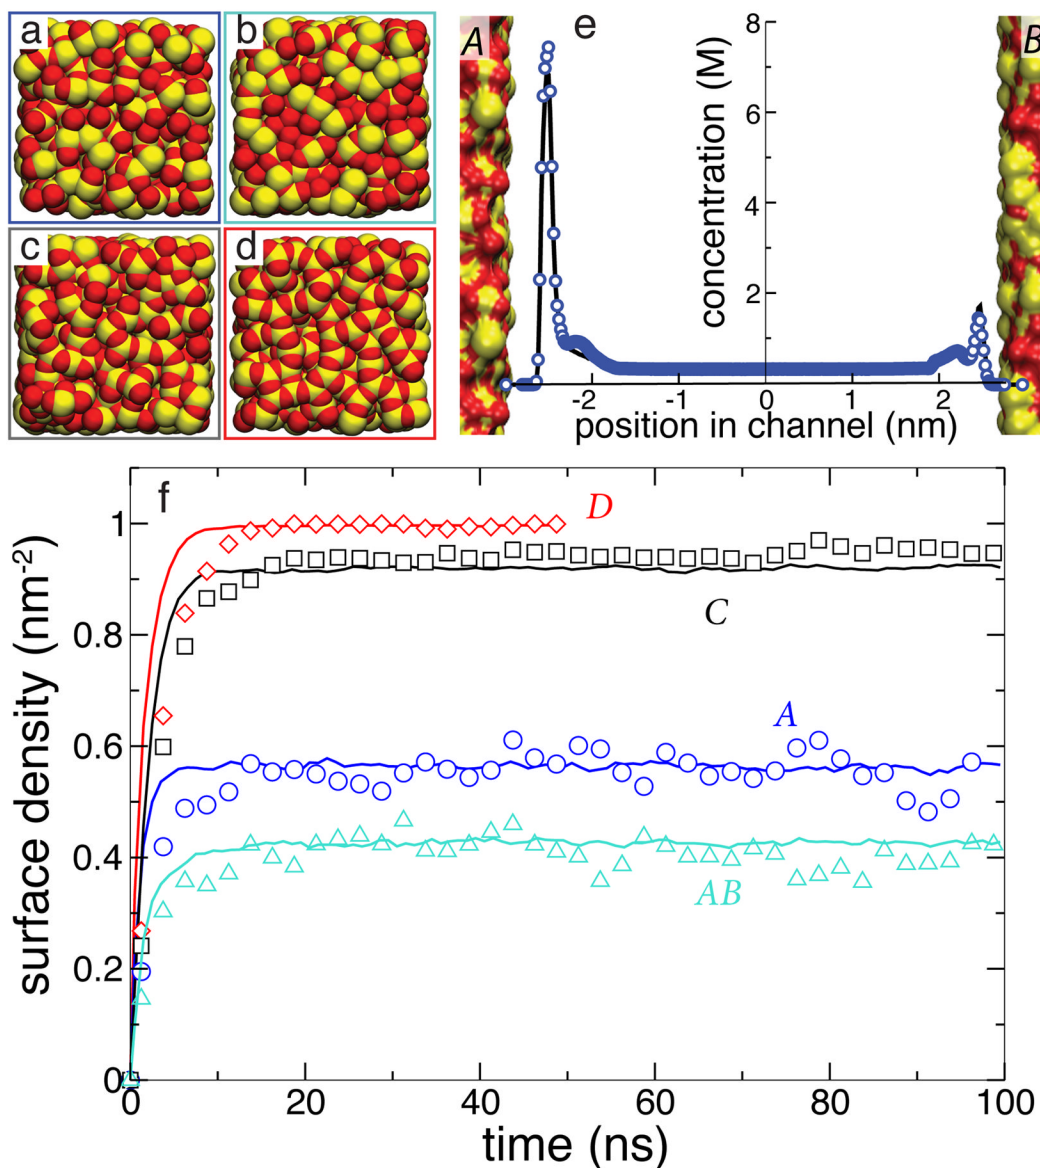 a
b
c
d
A
e
B
concentration (M)
8
6
4
2
-2
-1
0
1
2
position in channel (nm)
f
D
C
A
AB
surface density (nm-2)
1
0.8
0.6
0.4
0.2
0
0
20
40
60
80
100
time (ns)